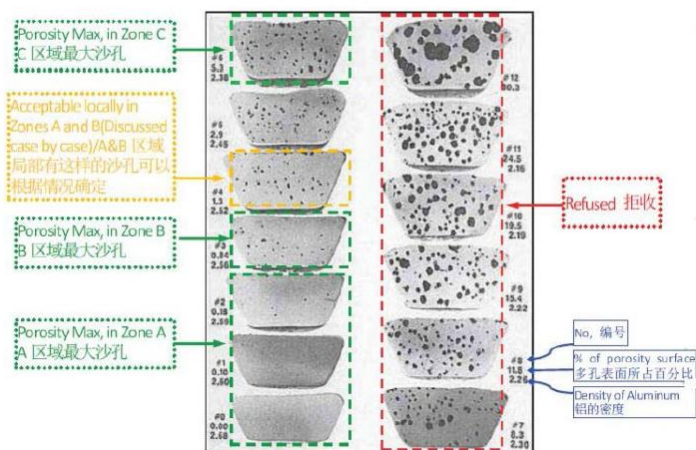 Porosity Max, in Zone C
C 区域最大沙孔
Acceptable locally in
Zones A and B(Discussed
case by case)/A&B 区域
局部有这样的沙孔可以
根据情况确定
Porosity Max, in Zone B
B 区域最大沙孔
Porosity Max, in Zone A
A 区域最大沙孔
#6
5.3
2.38
#5
2.9
2.45
#4
1.3
2.52
#3
0.84
2.56
#2
0.18
2.59
#1
0.10
2.60
#0
0.00
2.68
#12
30.3
#11
24.5
2.16
#10
19.5
2.19
#9
15.4
2.22
#8
11.8
2.26
#7
8.3
2.30
Refused 拒收
No, 编号
% of porosity surface
多孔表面所占百分比
Density of Aluminum
铝的密度